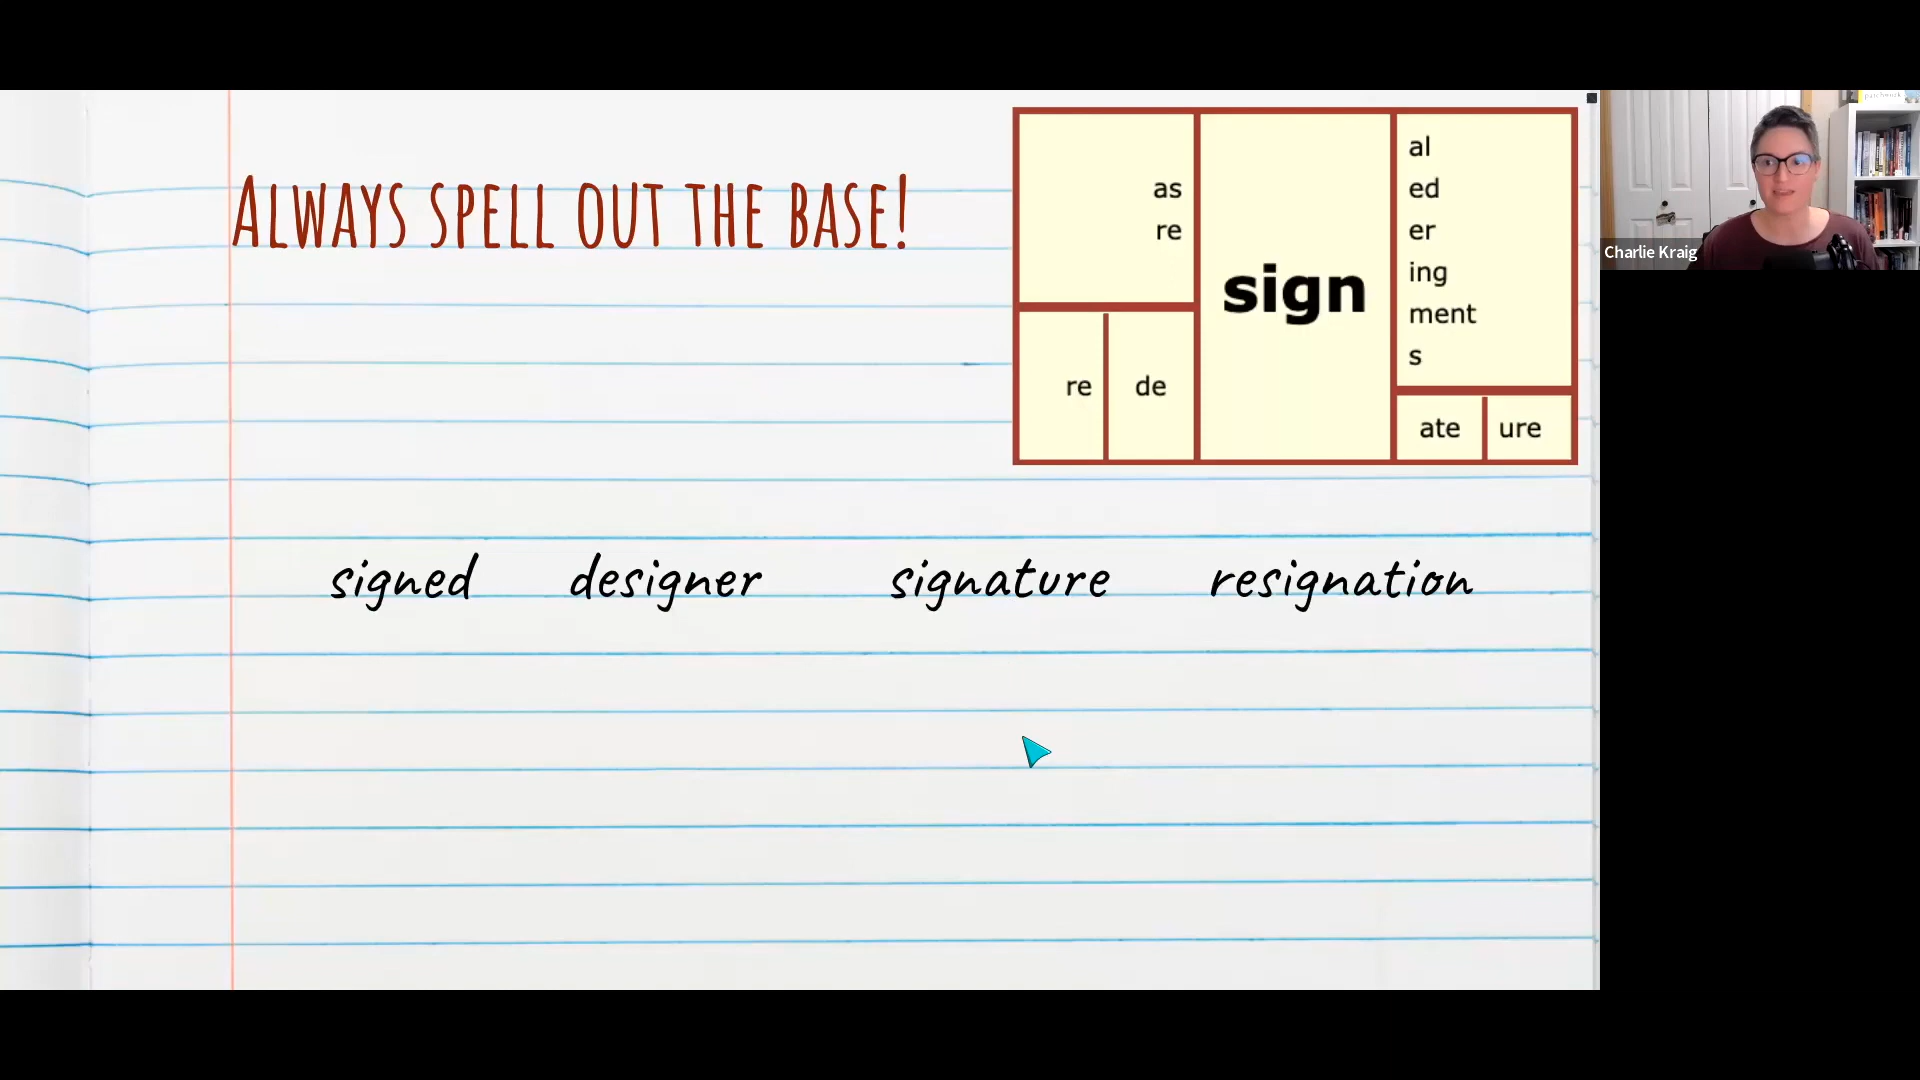 Always spell out the base!
as
re
re de
sign
al
ed
er
ing
ment
s
ate ure
signed designer signature resignation
Charlie Kraig